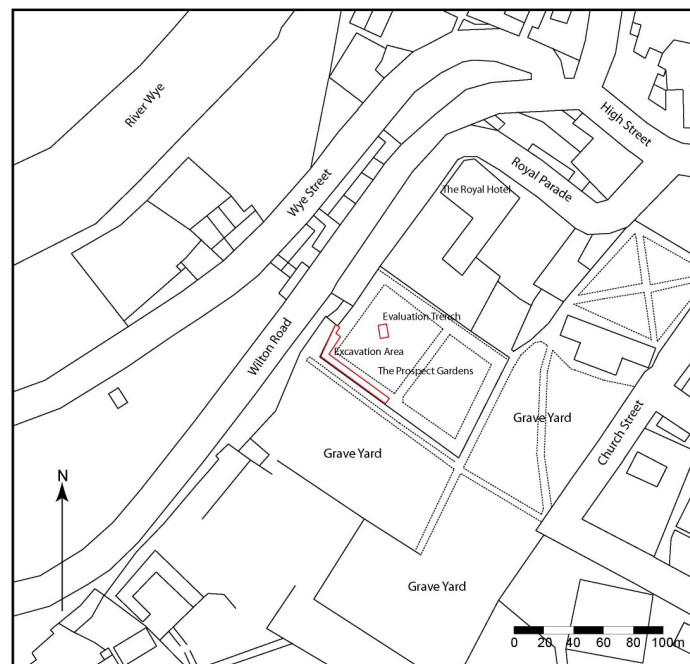 High Street
River Wye
Royal Parade
The Royal Hotel
Wye Street
Evaluation Trench
Wilton Road
Excavation Area
The Prospect Gardens
Grave Yard
Church Street
Grave Yard
N
Grave Yard
0 20 40 60 80 100m